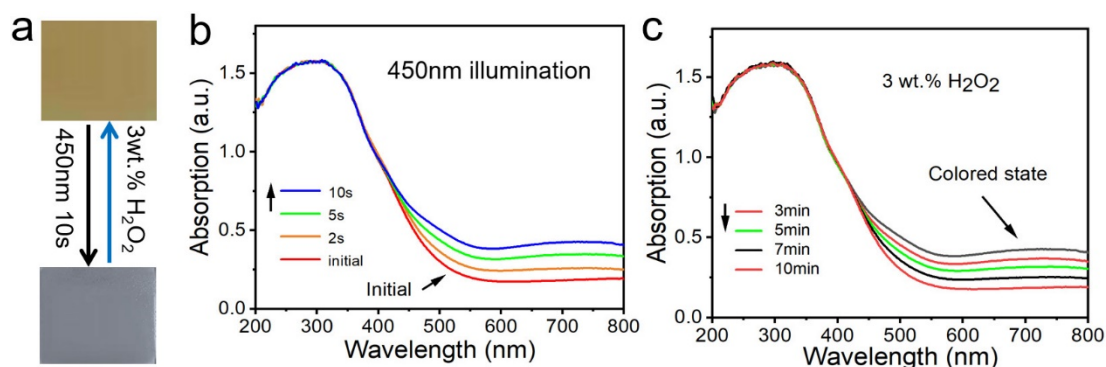 a
450nm 10s
3wt.% H₂O₂
b
450nm illumination
Absorption (a.u.)
1.5
1.0
0.5
0.0
10s
5s
2s
initial
Initial
200 300 400 500 600 700 800
Wavelength (nm)
c
3 wt.% H₂O₂
Absorption (a.u.)
1.5
1.0
0.5
0.0
Colored state
3min
5min
7min
10min
200 300 400 500 600 700 800
Wavelength (nm)